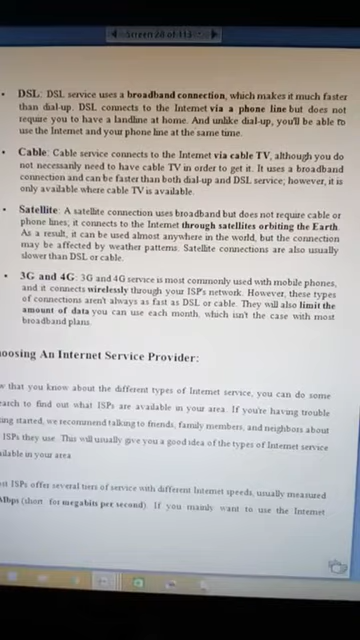 Screen 28 of 113
• DSL: DSL service uses a broadband connection, which makes it much faster
than dial-up. DSL connects to the Internet via a phone line but does not
require you to have a landline at home. And unlike dial-up, you'll be able to
use the Internet and your phone line at the same time.
• Cable: Cable service connects to the Internet via cable TV, although you do
not necessarily need to have cable TV in order to get it. It uses a broadband
connection and can be faster than both dial-up and DSL service; however, it is
only available where cable TV is available.
• Satellite: A satellite connection uses broadband but does not require cable or
phone lines; it connects to the Internet through satellites orbiting the Earth.
As a result, it can be used almost anywhere in the world, but the connection
may be affected by weather patterns. Satellite connections are also usually
slower than DSL or cable.
• 3G and 4G: 3G and 4G service is most commonly used with mobile phones,
and it connects wirelessly through your ISP's network. However, these types
of connections aren't always as fast as DSL or cable. They will also limit the
amount of data you can use each month, which isn't the case with most
broadband plans.
oosing An Internet Service Provider:
w that you know about the different types of Internet service, you can do some
earch to find out what ISPs are available in your area. If you're having trouble
ing started, we recommend talking to friends, family members, and neighbors about
ISPs they use. This will usually give you a good idea of the types of Internet service
ilable in your area
ost ISPs offer several tiers of service with different Internet speeds, usually measured
Mbps (short for megabits per second). If you mainly want to use the Internet